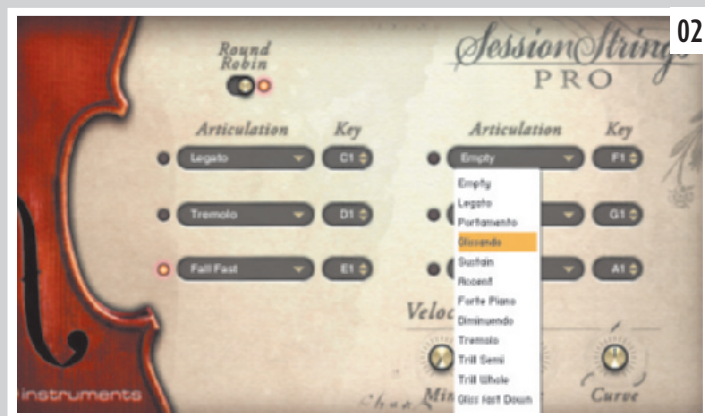 02
Session Strings
PRO
Round
Robin
Articulation Key
Legato C1
Tremolo D1
Fall Fast E1
Articulation Key
Empty F1
G1
A1
Empty
Legato
Portamento
Glissando
Sustain
Accent
Forte Piano
Diminuendo
Tremolo
Trill Semi
Trill Whole
Gliss fast Down
Curve
instruments